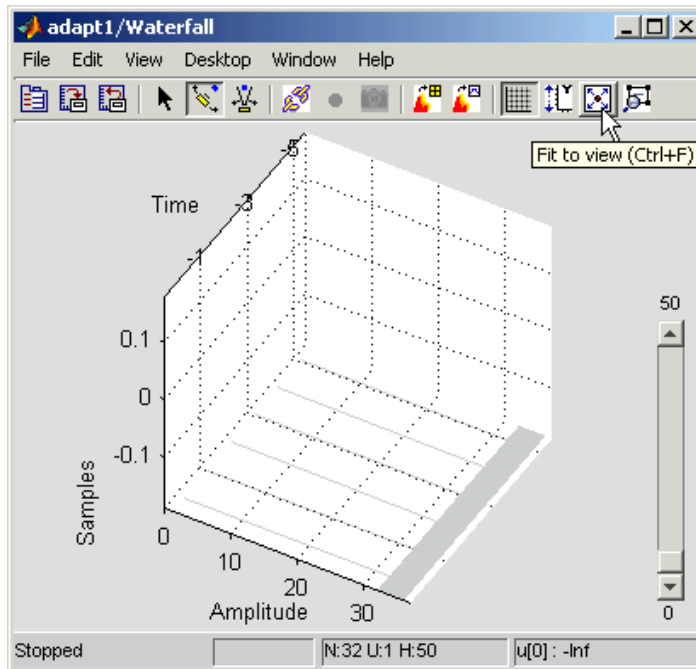 adapt1/Waterfall
File Edit View Desktop Window Help
Fit to view (Ctrl+F)
-5
Time -3
-1
50
0.1
0
-0.1
Samples
0
10
20
30
Amplitude
0
Stopped N:32 U:1 H:50 u[0] : -Inf